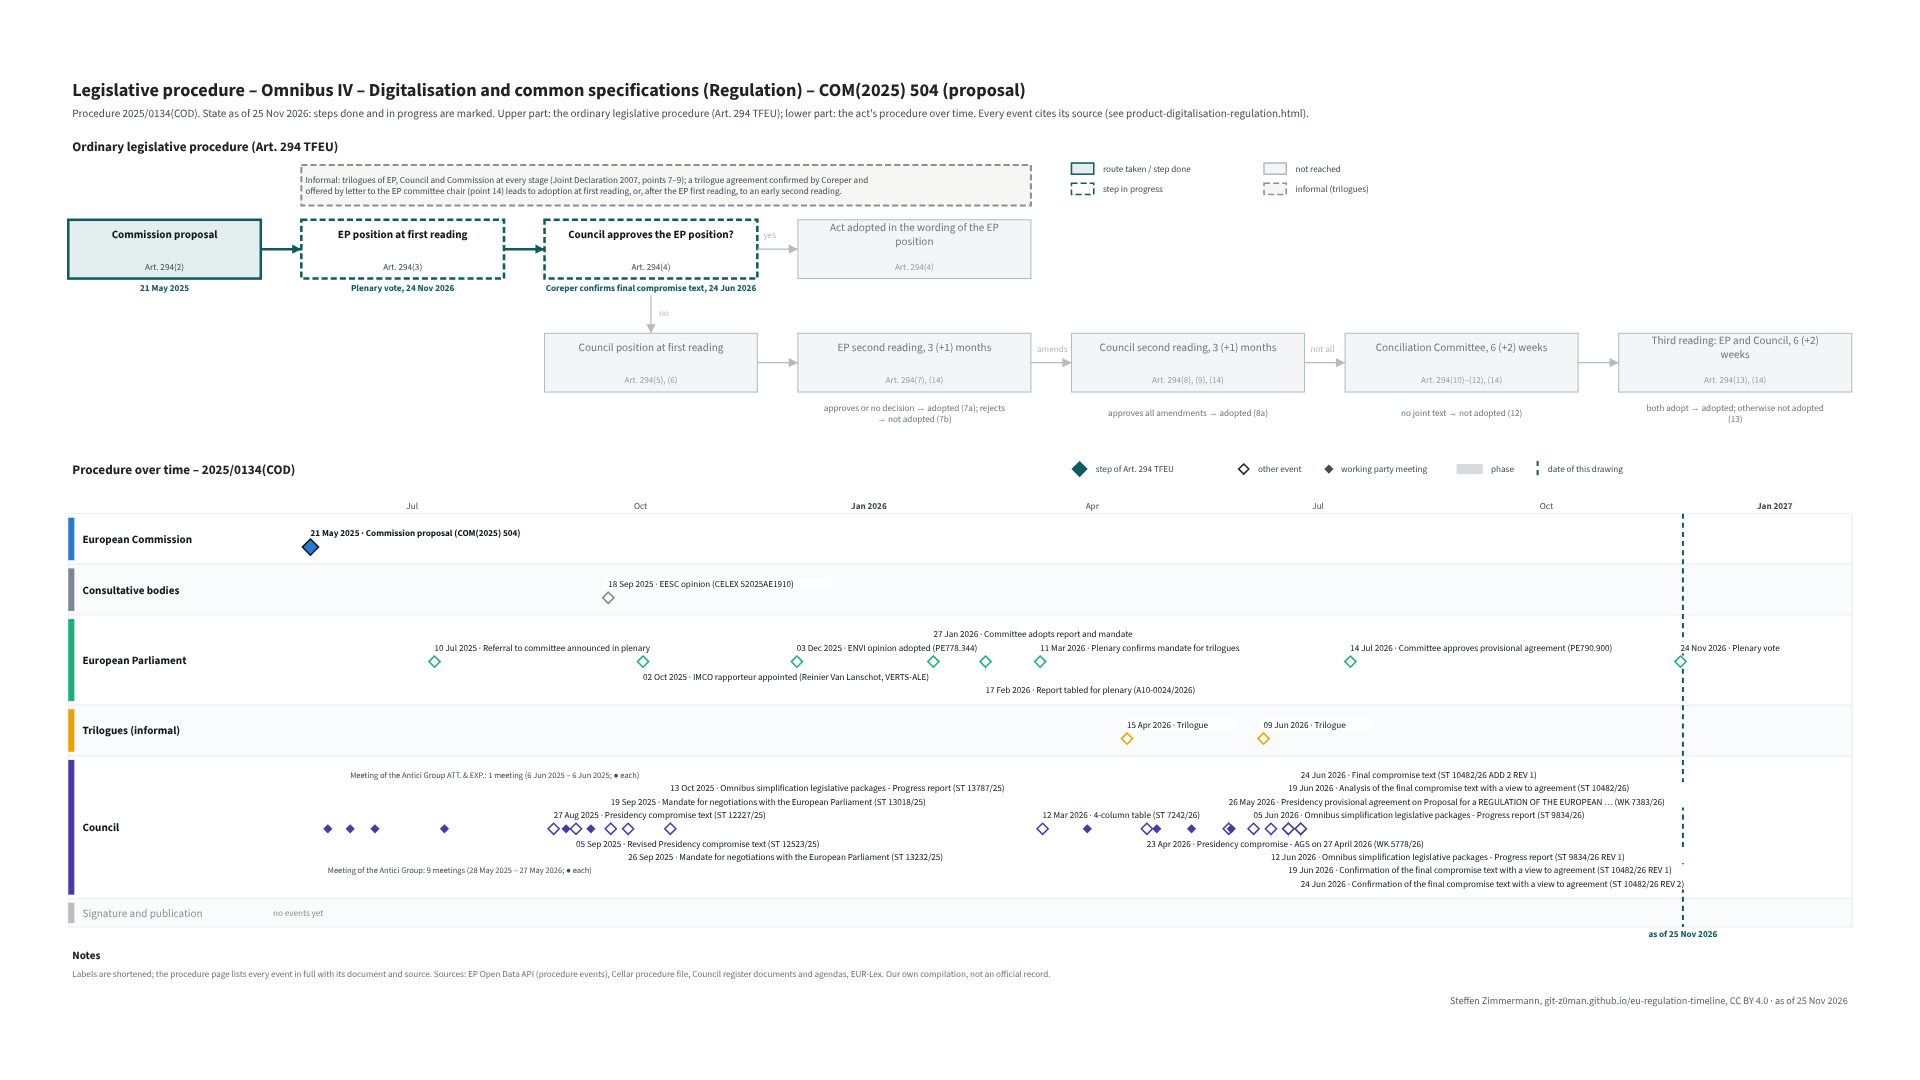 Legislative procedure – Omnibus IV – Digitalisation and common specifications (Regulation) – COM(2025) 504 (proposal)
Procedure 2025/0134(COD). State as of 25 Nov 2026: steps done and in progress are marked. Upper part: the ordinary legislative procedure (Art. 294 TFEU); lower part: the act's procedure over time. Every event cites its source (see product-digitalisation-regulation.html).
Ordinary legislative procedure (Art. 294 TFEU)
Informal: trilogues of EP, Council and Commission at every stage (Joint Declaration 2007, points 7–9); a trilogue agreement confirmed by Coreper and
offered by letter to the EP committee chair (point 14) leads to adoption at first reading, or, after the EP first reading, to an early second reading.
route taken / step done
not reached
step in progress
informal (trilogues)
Commission proposal
Art. 294(2)
21 May 2025
EP position at first reading
Art. 294(3)
Plenary vote, 24 Nov 2026
Council approves the EP position?
Art. 294(4)
Coreper confirms final compromise text, 24 Jun 2026
yes
Act adopted in the wording of the EP
position
Art. 294(4)
no
Council position at first reading
Art. 294(5), (6)
EP second reading, 3 (+1) months
Art. 294(7), (14)
approves or no decision → adopted (7a); rejects
→ not adopted (7b)
amends
Council second reading, 3 (+1) months
Art. 294(8), (9), (14)
approves all amendments → adopted (8a)
not all
Conciliation Committee, 6 (+2) weeks
Art. 294(10)–(12), (14)
no joint text → not adopted (12)
Third reading: EP and Council, 6 (+2)
weeks
Art. 294(13), (14)
both adopt → adopted; otherwise not adopted
(13)
Procedure over time – 2025/0134(COD)
step of Art. 294 TFEU
other event
working party meeting
phase
date of this drawing
Jul
Oct
Jan 2026
Apr
Jul
Oct
Jan 2027
European Commission
21 May 2025 · Commission proposal (COM(2025) 504)
Consultative bodies
18 Sep 2025 · EESC opinion (CELEX 52025AE1910)
European Parliament
27 Jan 2026 · Committee adopts report and mandate
10 Jul 2025 · Referral to committee announced in plenary
03 Dec 2025 · ENVI opinion adopted (PE778.344)
11 Mar 2026 · Plenary confirms mandate for trilogues
14 Jul 2026 · Committee approves provisional agreement (PE790.900)
24 Nov 2026 · Plenary vote
02 Oct 2025 · IMCO rapporteur appointed (Reinier Van Lanschot, VERTS-ALE)
17 Feb 2026 · Report tabled for plenary (A10-0024/2026)
Trilogues (informal)
15 Apr 2026 · Trilogue
09 Jun 2026 · Trilogue
Council
Meeting of the Antici Group ATT. & EXP.: 1 meeting (6 Jun 2025 – 6 Jun 2025; ● each)
24 Jun 2026 · Final compromise text (ST 10482/26 ADD 2 REV 1)
13 Oct 2025 · Omnibus simplification legislative packages - Progress report (ST 13787/25)
19 Jun 2026 · Analysis of the final compromise text with a view to agreement (ST 10482/26)
19 Sep 2025 · Mandate for negotiations with the European Parliament (ST 13018/25)
26 May 2026 · Presidency provisional agreement on Proposal for a REGULATION OF THE EUROPEAN … (WK 7383/26)
27 Aug 2025 · Presidency compromise text (ST 12227/25)
12 Mar 2026 · 4-column table (ST 7242/26)
05 Jun 2026 · Omnibus simplification legislative packages - Progress report (ST 9834/26)
05 Sep 2025 · Revised Presidency compromise text (ST 12523/25)
23 Apr 2026 · Presidency compromise - AGS on 27 April 2026 (WK 5778/26)
26 Sep 2025 · Mandate for negotiations with the European Parliament (ST 13232/25)
12 Jun 2026 · Omnibus simplification legislative packages - Progress report (ST 9834/26 REV 1)
Meeting of the Antici Group: 9 meetings (28 May 2025 – 27 May 2026; ● each)
19 Jun 2026 · Confirmation of the final compromise text with a view to agreement (ST 10482/26 REV 1)
24 Jun 2026 · Confirmation of the final compromise text with a view to agreement (ST 10482/26 REV 2)
Signature and publication
no events yet
as of 25 Nov 2026
Notes
Labels are shortened; the procedure page lists every event in full with its document and source. Sources: EP Open Data API (procedure events), Cellar procedure file, Council register documents and agendas, EUR-Lex. Our own compilation, not an official record.
Steffen Zimmermann, git-z0man.github.io/eu-regulation-timeline, CC BY 4.0 · as of 25 Nov 2026